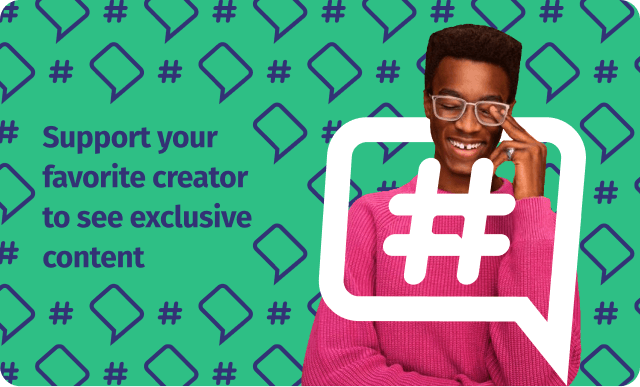 Support your
favorite creator
to see exclusive
content
#